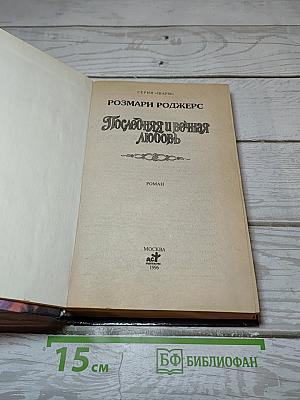 СЕРИЯ «ШАРМ»
РОЗМАРИ РОДЖЕРС
Последняя и вечная
любовь
РОМАН
МОСКВА
АСТ
1996
15 см
БФ БИБЛИОФАН